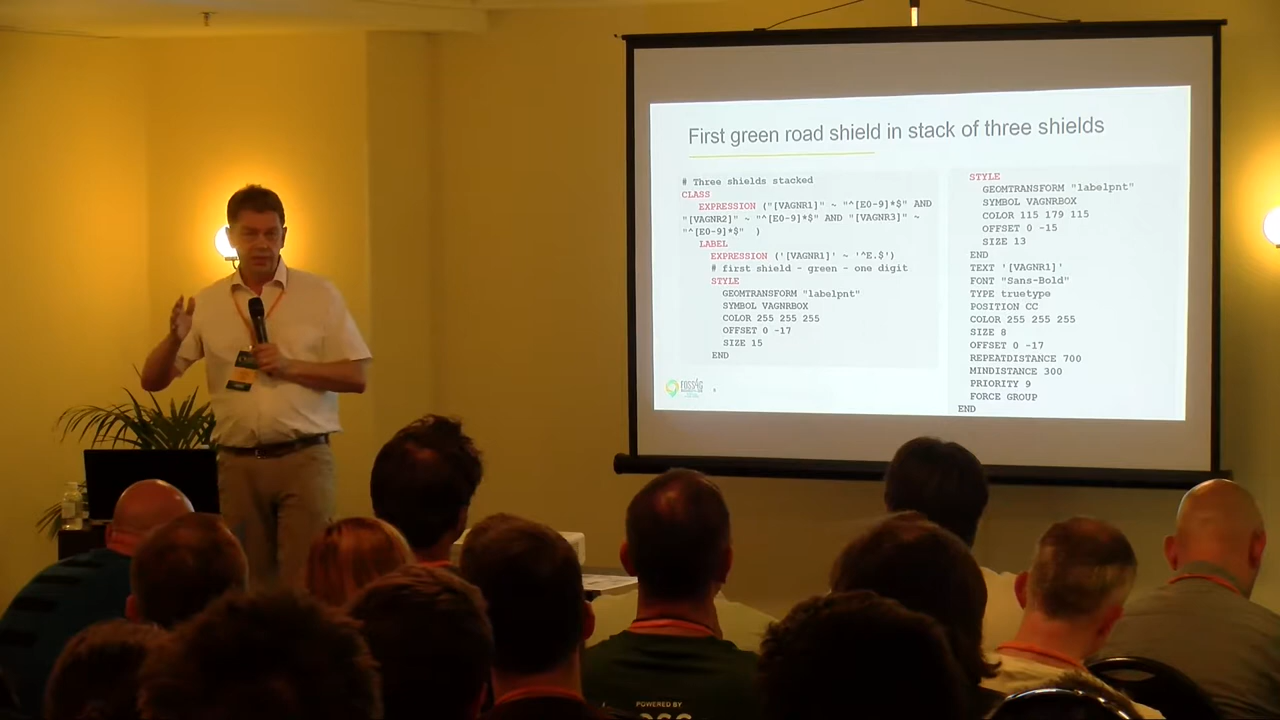 First green road shield in stack of three shields
# Three shields stacked
CLASS
EXPRESSION ("[VAGNR1]" ~ "^[E0-9]*$" AND
"[VAGNR2]" ~ "^[E0-9]*$" AND "[VAGNR3]" ~
"^[E0-9]*$" )
LABEL
EXPRESSION ('[VAGNR1]' ~ '^E.$')
# first shield - green - one digit
STYLE
GEOMTRANSFORM "labelpnt"
SYMBOL VAGNRBOX
COLOR 255 255 255
OFFSET 0 -17
SIZE 15
END
STYLE
GEOMTRANSFORM "labelpnt"
SYMBOL VAGNRBOX
COLOR 115 179 115
OFFSET 0 -15
SIZE 13
END
TEXT '[VAGNR1]'
FONT "Sans-Bold"
TYPE truetype
POSITION CC
COLOR 255 255 255
SIZE 8
OFFSET 0 -17
REPEATDISTANCE 700
MINDISTANCE 300
PRIORITY 9
FORCE GROUP
END
FOSS4G
POWERED BY